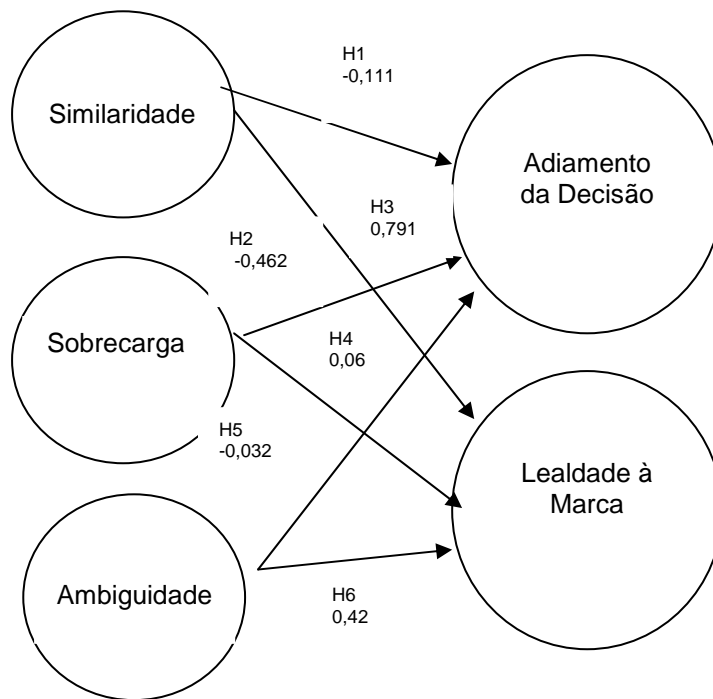 H1
-0,111
Similaridade
Adiamento
da Decisão
H3
0,791
H2
-0,462
Sobrecarga
H4
0,06
H5
-0,032
Lealdade à
Marca
Ambiguidade
H6
0,42